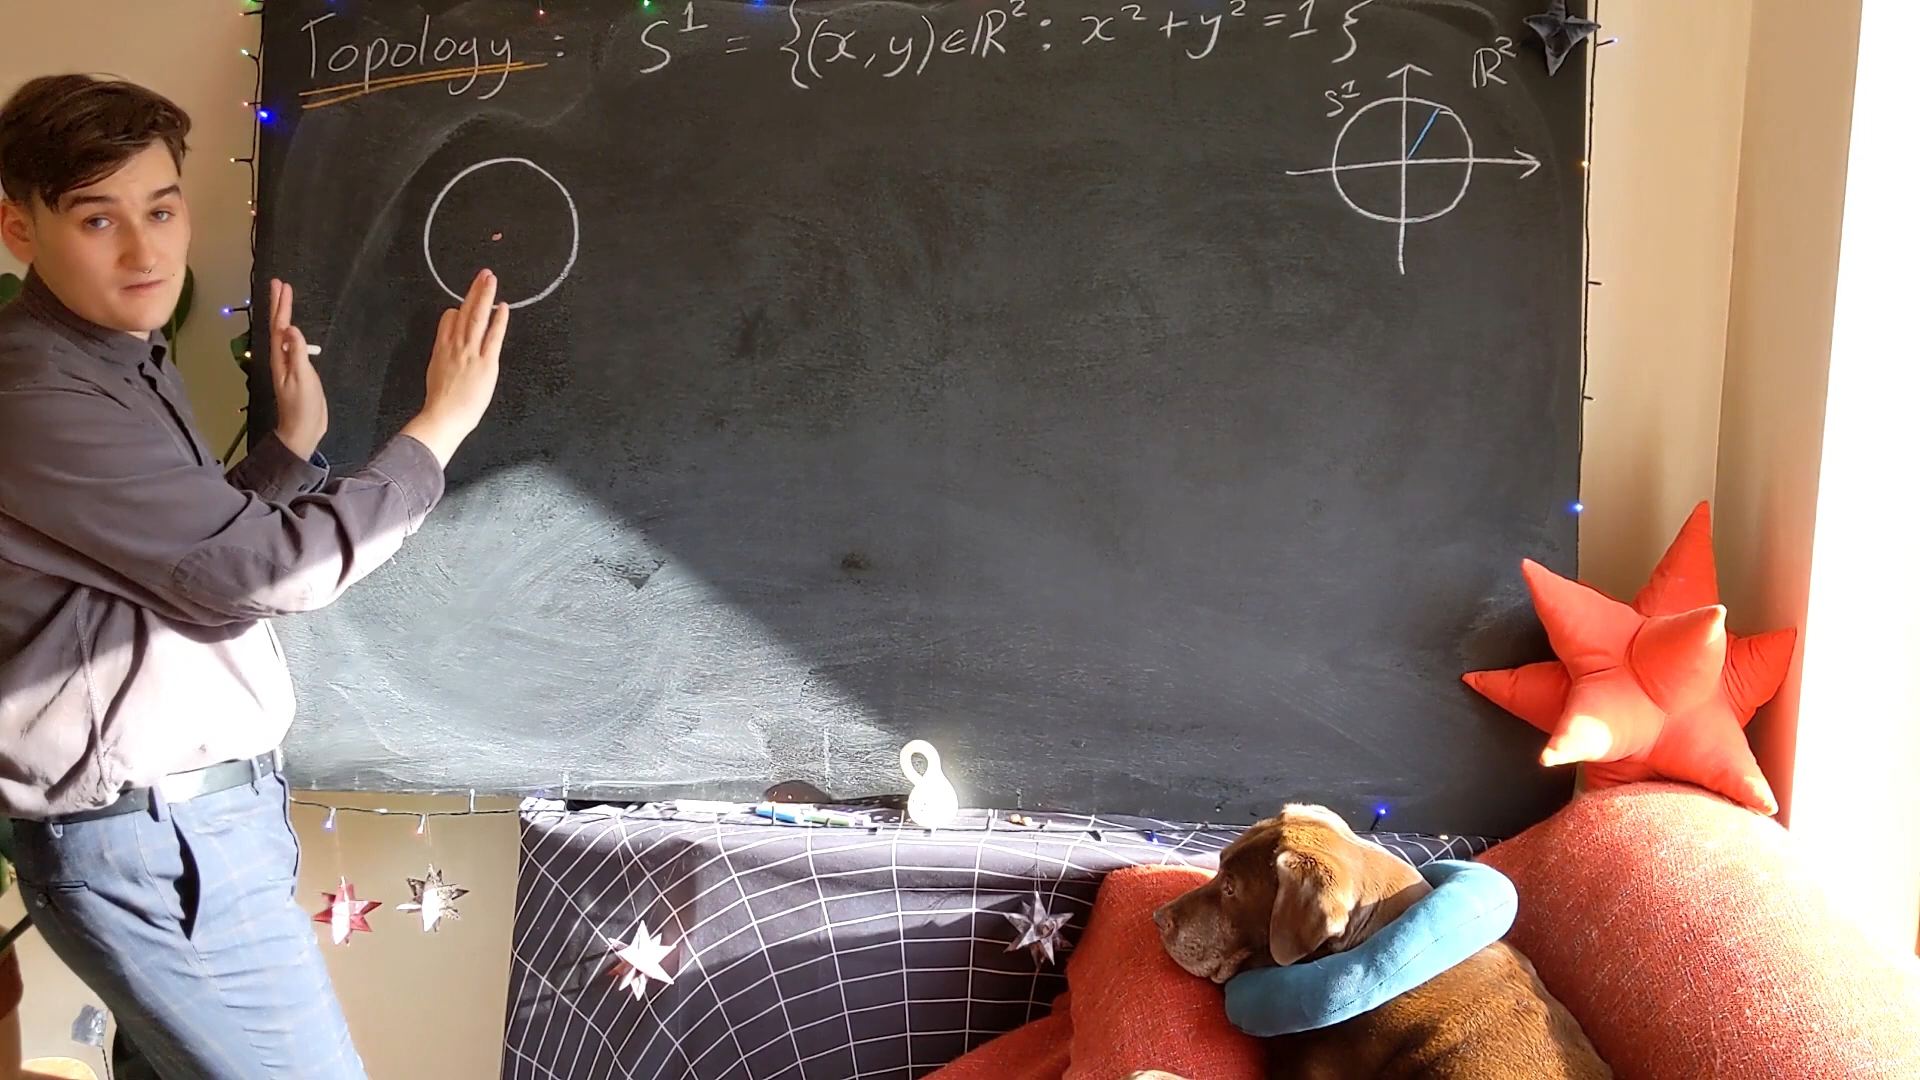 Topology : S¹ = {(x,y)∈ℝ² : x²+y²=1}
ℝ²
S¹